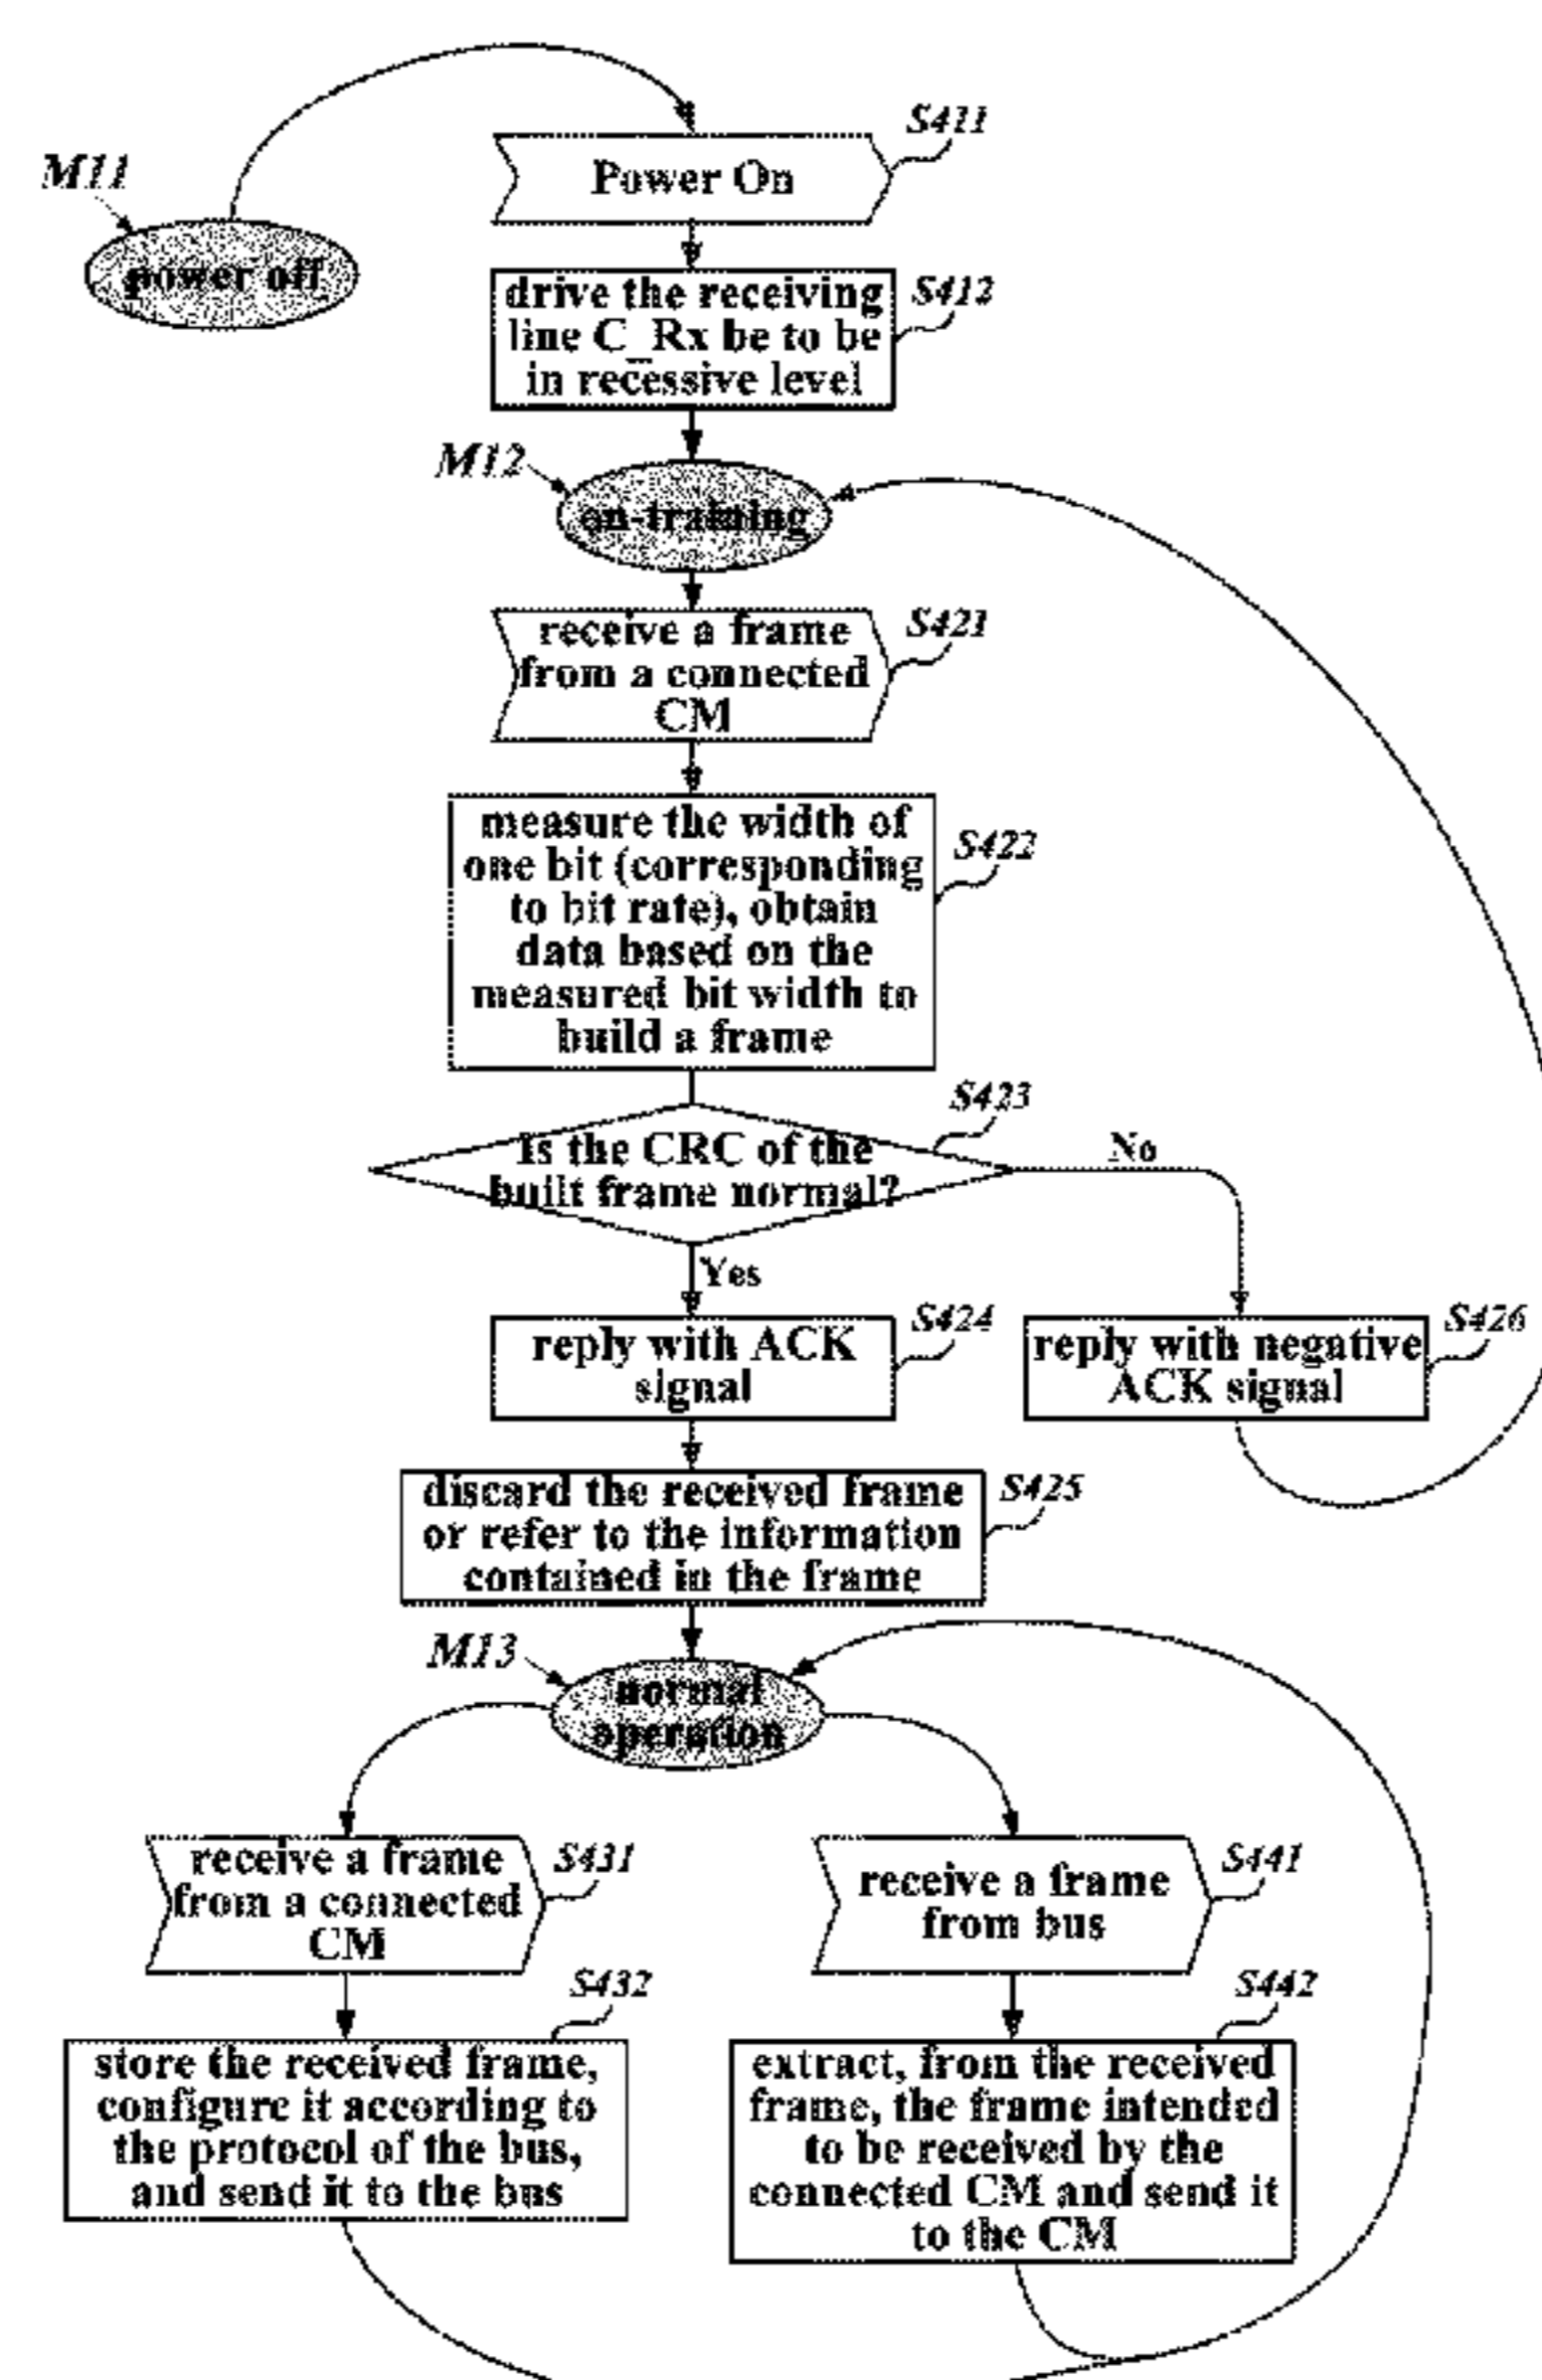 S411
M11
Power On
power off
drive the receiving
S412
line C_Rx be to be
in recessive level
M12
on-training
receive a frame
S421
from a connected
CM
measure the width of
S422
one bit (corresponding
to bit rate), obtain
data based on the
measured bit width to
build a frame
S423
Is the CRC of the
No
built frame normal?
Yes
reply with ACK
S424
signal
reply with negative
S426
ACK signal
discard the received frame
S425
or refer to the information
contained in the frame
M13
normal
operation
receive a frame
S431
from a connected
CM
receive a frame
S441
from bus
S432
S442
store the received frame,
configure it according to
the protocol of the bus,
and send it to the bus
extract, from the received
frame, the frame intended
to be received by the
connected CM and send it
to the CM